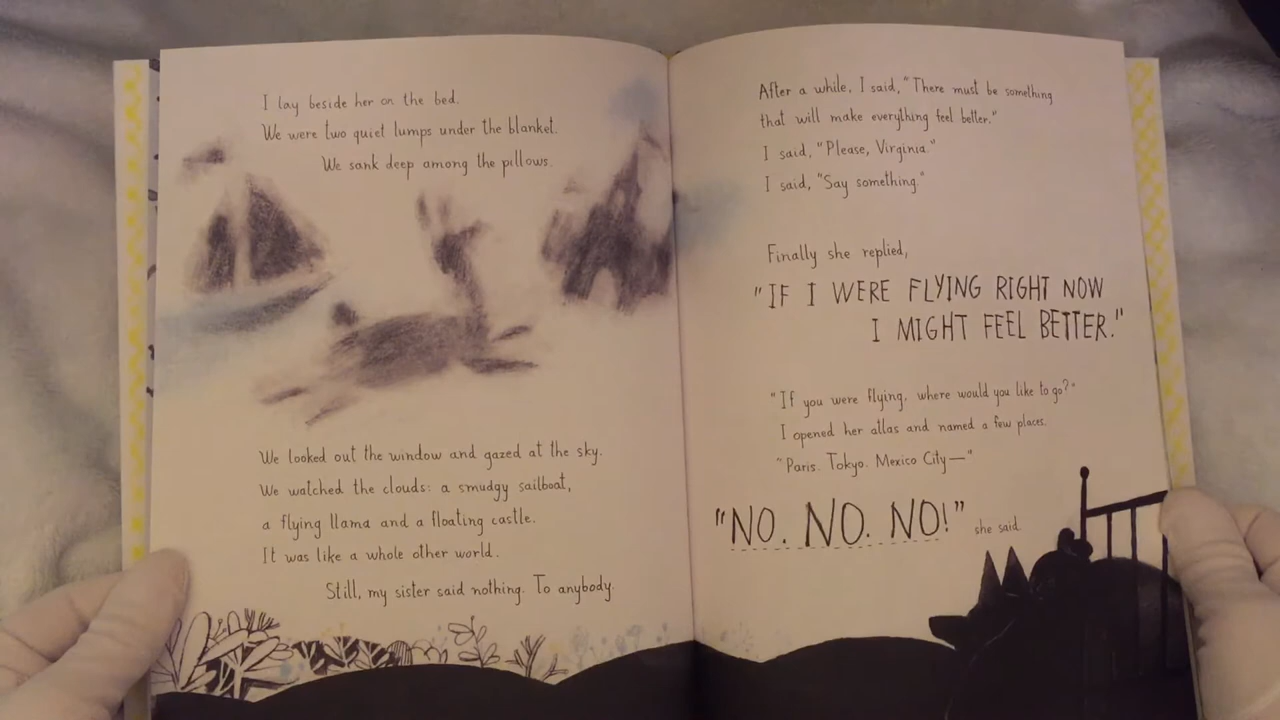 I lay beside her on the bed.
We were two quiet lumps under the blanket.
We sank deep among the pillows.
We looked out the window and gazed at the sky.
We watched the clouds: a smudgy sailboat,
a flying llama and a floating castle.
It was like a whole other world.
Still, my sister said nothing. To anybody.
After a while, I said, "There must be something
that will make everything feel better."
I said, "Please, Virginia."
I said, "Say something."
Finally she replied,
"IF I WERE FLYING RIGHT NOW
I MIGHT FEEL BETTER."
"If you were flying, where would you like to go?"
I opened her atlas and named a few places.
"Paris. Tokyo. Mexico City—"
"NO. NO. NO!" she said.